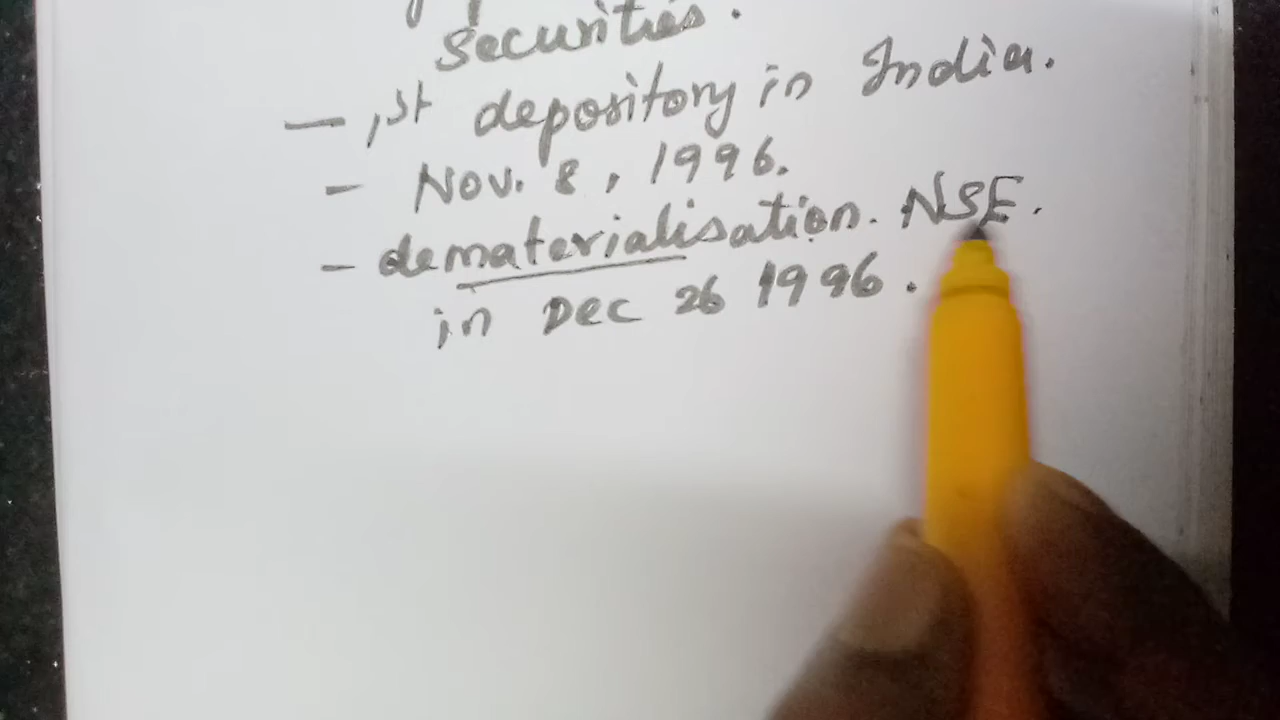 securities.
- 1st depository in India.
- Nov. 8, 1996.
- dematerialisation. NSE.
in Dec 26 1996.